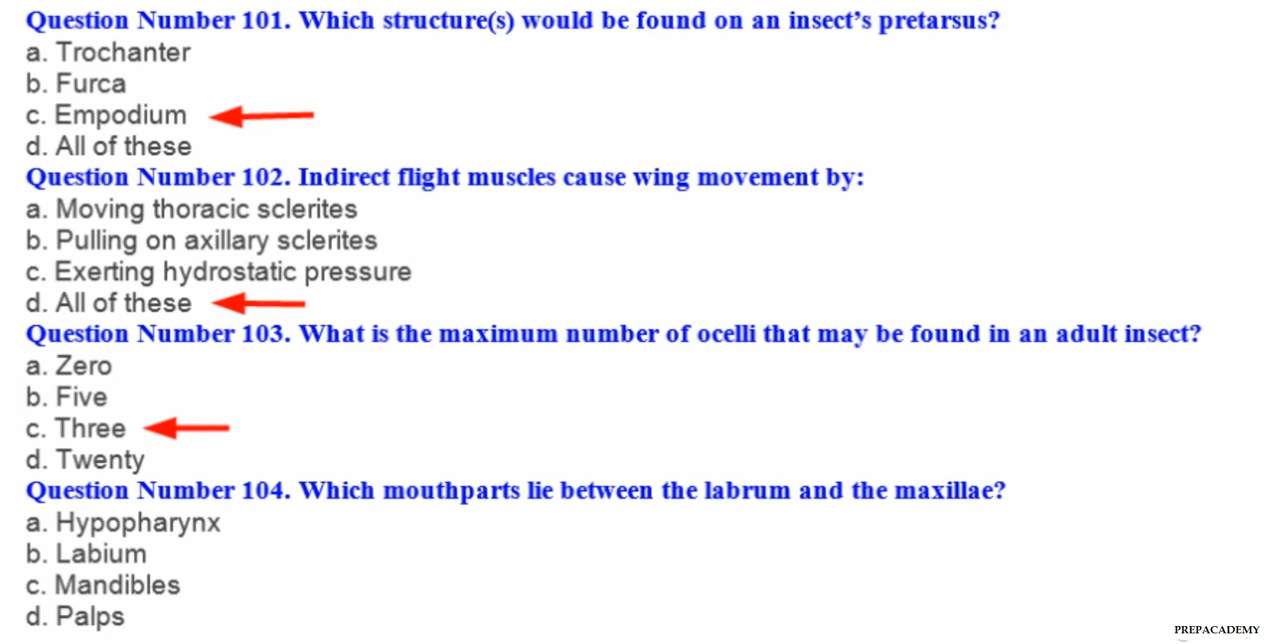 Question Number 101. Which structure(s) would be found on an insect’s pretarsus?
a. Trochanter
b. Furca
c. Empodium
d. All of these
Question Number 102. Indirect flight muscles cause wing movement by:
a. Moving thoracic sclerites
b. Pulling on axillary sclerites
c. Exerting hydrostatic pressure
d. All of these
Question Number 103. What is the maximum number of ocelli that may be found in an adult insect?
a. Zero
b. Five
c. Three
d. Twenty
Question Number 104. Which mouthparts lie between the labrum and the maxillae?
a. Hypopharynx
b. Labium
c. Mandibles
d. Palps
PREPACADEMY